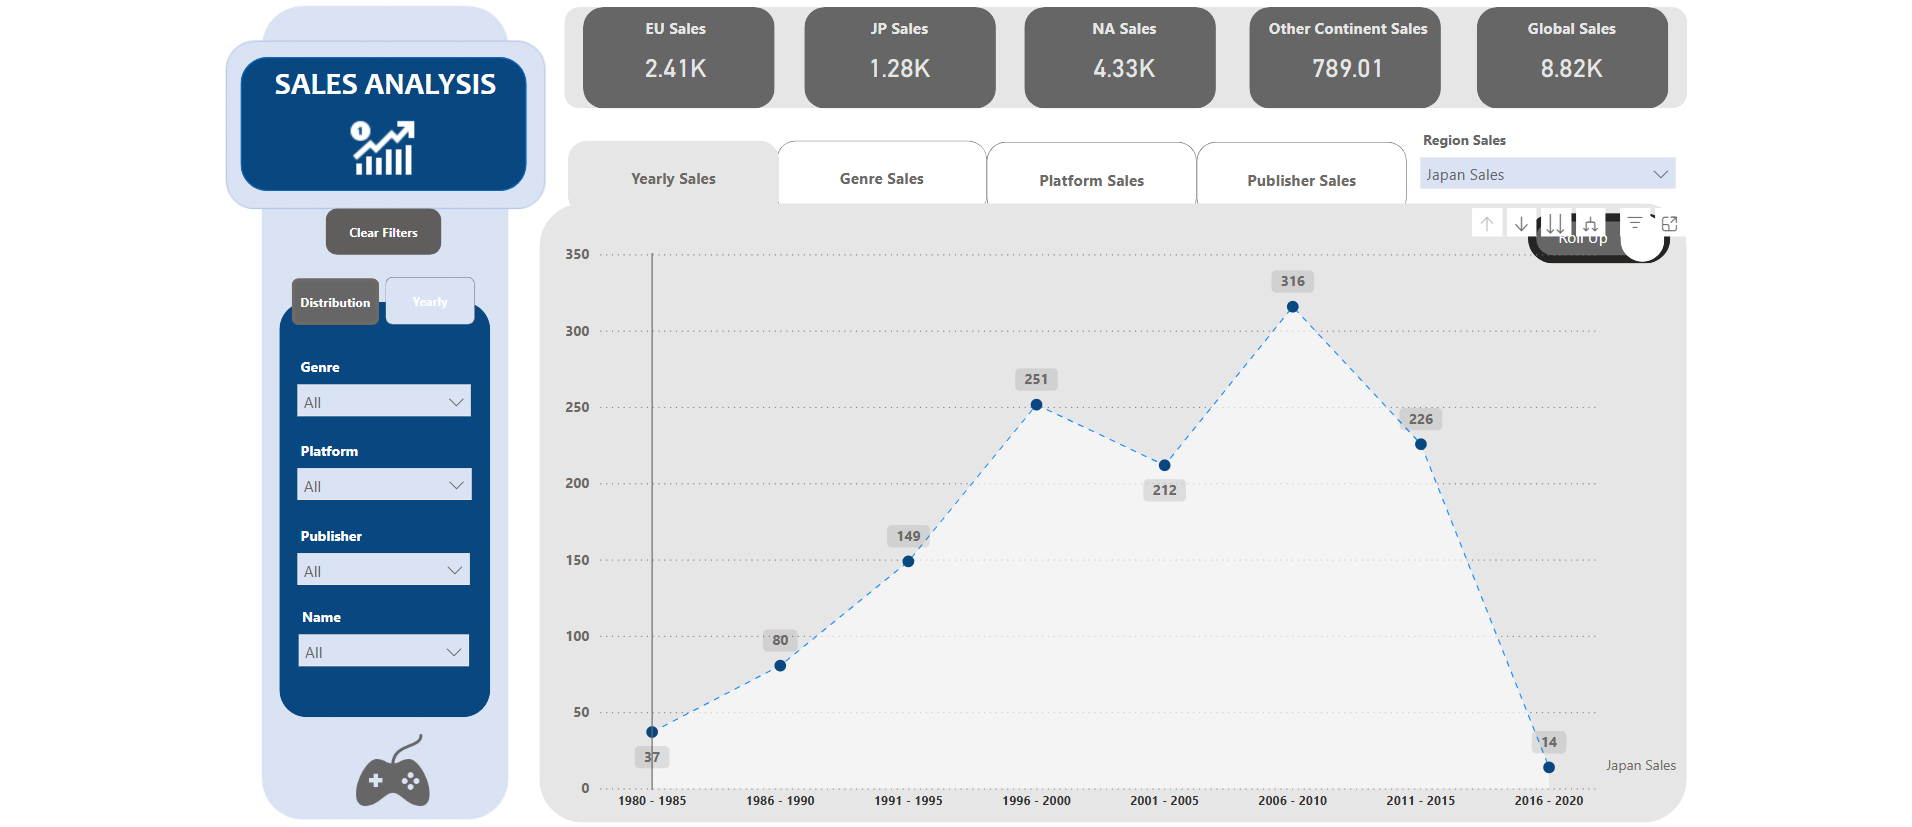 SALES ANALYSIS
1
Clear Filters
Distribution
Yearly
Genre
All
Platform
All
Publisher
All
Name
All
EU Sales
2.41K
JP Sales
1.28K
NA Sales
4.33K
Other Continent Sales
789.01
Global Sales
8.82K
Yearly Sales
Genre Sales
Platform Sales
Publisher Sales
Region Sales
Japan Sales
Roll Up
350
300
250
200
150
100
50
0
37
80
149
251
212
316
226
14
Japan Sales
1980 - 1985
1986 - 1990
1991 - 1995
1996 - 2000
2001 - 2005
2006 - 2010
2011 - 2015
2016 - 2020